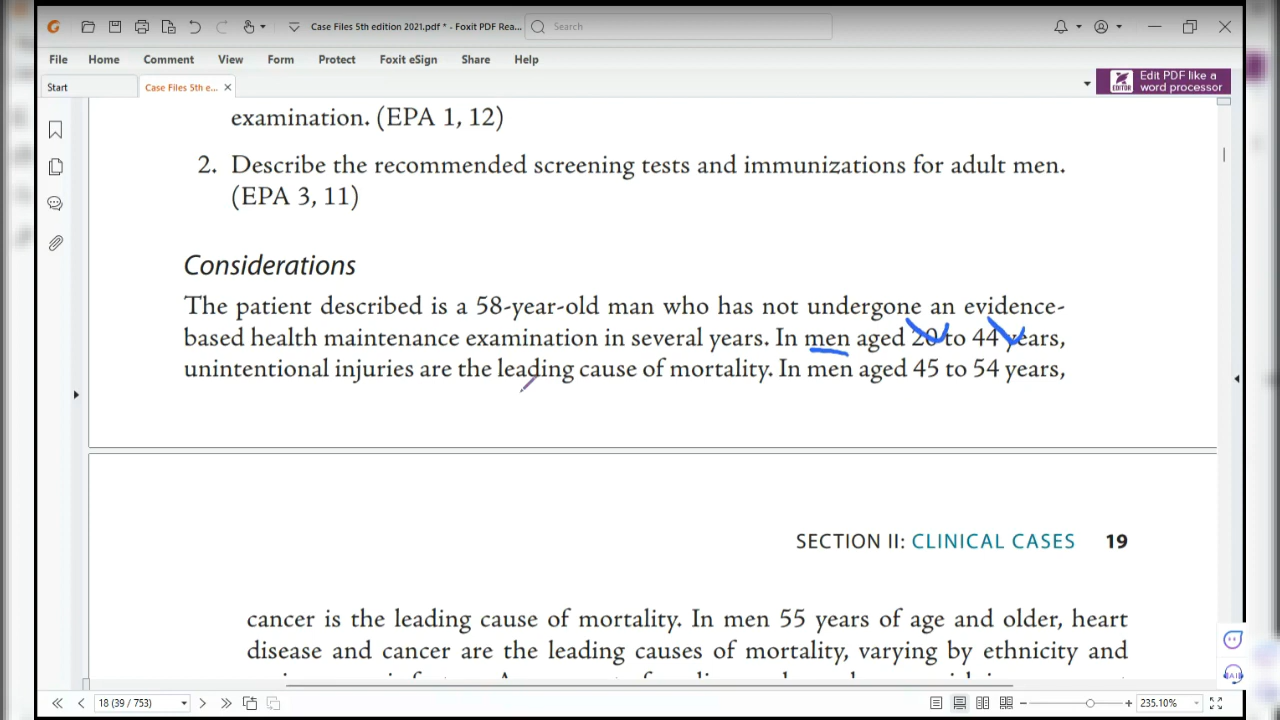 Case Files 5th edition 2021.pdf * - Foxit PDF Rea...
Search
File Home Comment View Form Protect Foxit eSign Share Help
Start
Case Files 5th e...
EDITOR
Edit PDF like a
word processor
examination. (EPA 1, 12)
2. Describe the recommended screening tests and immunizations for adult men.
(EPA 3, 11)
Considerations
The patient described is a 58-year-old man who has not undergone an evidence-
based health maintenance examination in several years. In men aged 20 to 44 years,
unintentional injuries are the leading cause of mortality. In men aged 45 to 54 years,
SECTION II: CLINICAL CASES 19
cancer is the leading cause of mortality. In men 55 years of age and older, heart
disease and cancer are the leading causes of mortality, varying by ethnicity and
18 (39 / 753)
235.10%